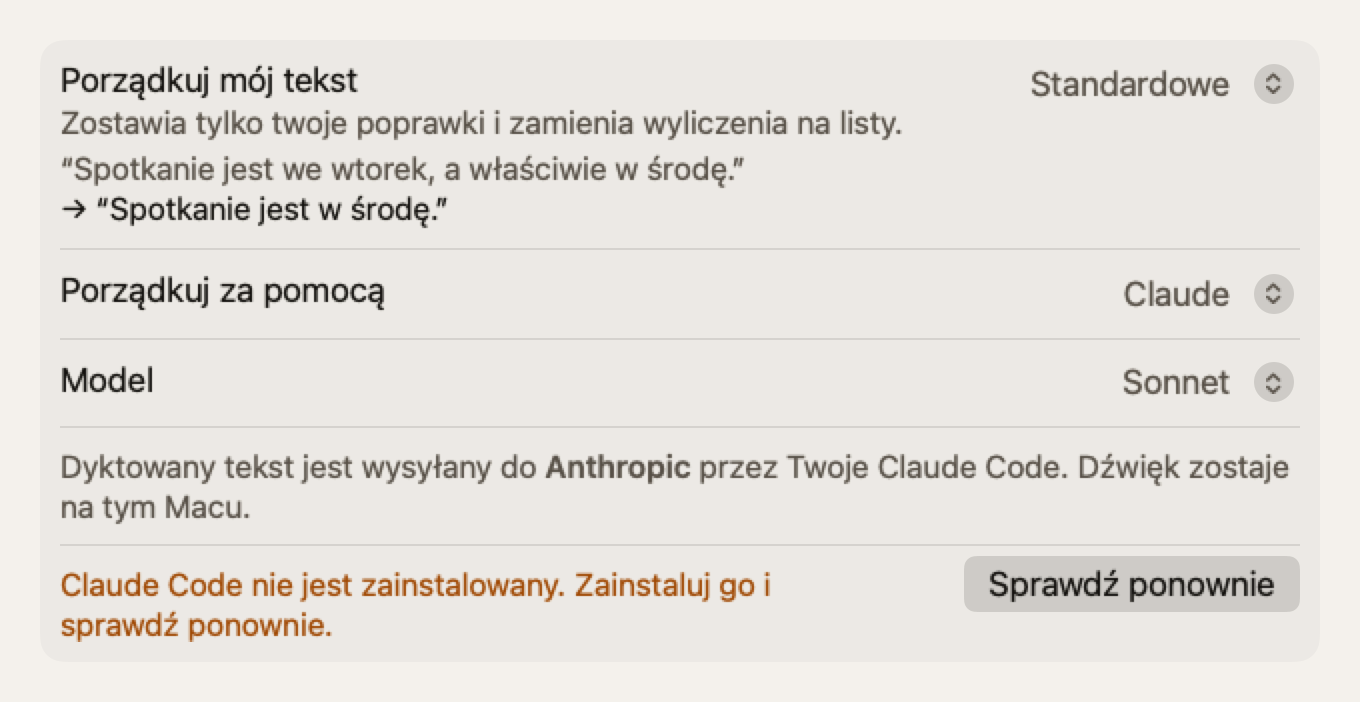 Porządkuj mój tekst
Standardowe
Zostawia tylko twoje poprawki i zamienia wyliczenia na listy.
“Spotkanie jest we wtorek, a właściwie w środę.”
→ “Spotkanie jest w środę.”
Porządkuj za pomocą
Claude
Model
Sonnet
Dyktowany tekst jest wysyłany do Anthropic przez Twoje Claude Code. Dźwięk zostaje
na tym Macu.
Claude Code nie jest zainstalowany. Zainstaluj go i
sprawdź ponownie.
Sprawdź ponownie